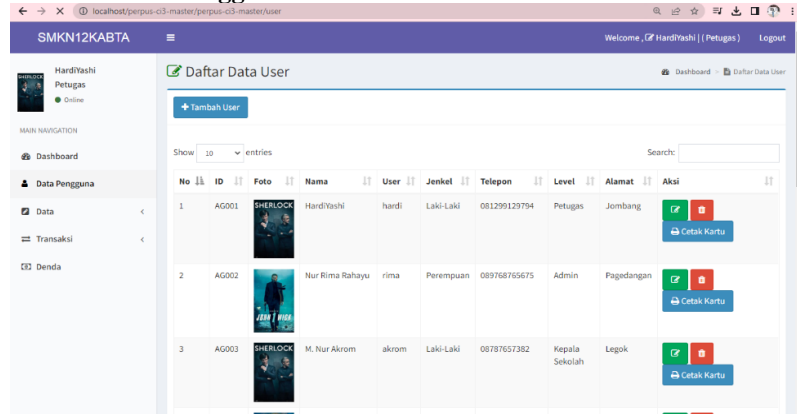 localhost/perpus-ci3-master/perpus-ci3-master/user
SMKN12KABTA
Welcome , HardiYashi | ( Petugas )
Logout
HardiYashi
Petugas
Online
MAIN NAVIGATION
Dashboard
Data Pengguna
Data
Transaksi
Denda
Daftar Data User
Dashboard > Daftar Data User
Tambah User
Show 10 entries
Search:
No ID Foto Nama User Jenkel Telepon Level Alamat Aksi
1 AG001 SHERLOCK HardiYashi hardi Laki-Laki 081299129794 Petugas Jombang
Cetak Kartu
2 AG002 Nur Rima Rahayu rima Perempuan 089768765675 Admin Pagedangan
Cetak Kartu
JOHN WICK
3 AG003 SHERLOCK M. Nur Akrom akrom Laki-Laki 08787657382 Kepala Sekolah Legok
Cetak Kartu